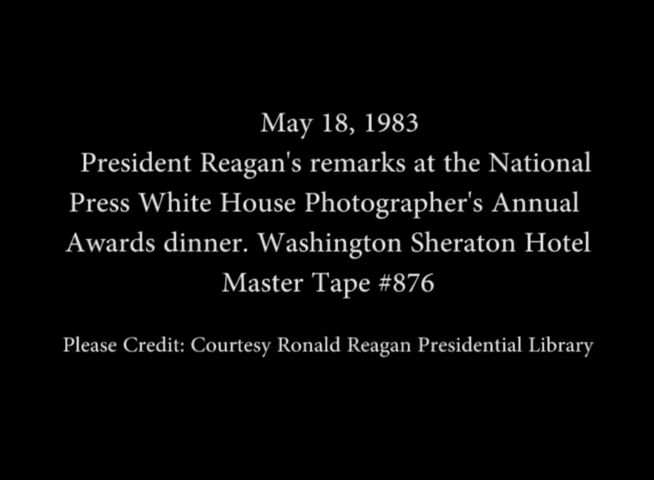 May 18, 1983
President Reagan's remarks at the National
Press White House Photographer's Annual
Awards dinner. Washington Sheraton Hotel
Master Tape #876
Please Credit: Courtesy Ronald Reagan Presidential Library